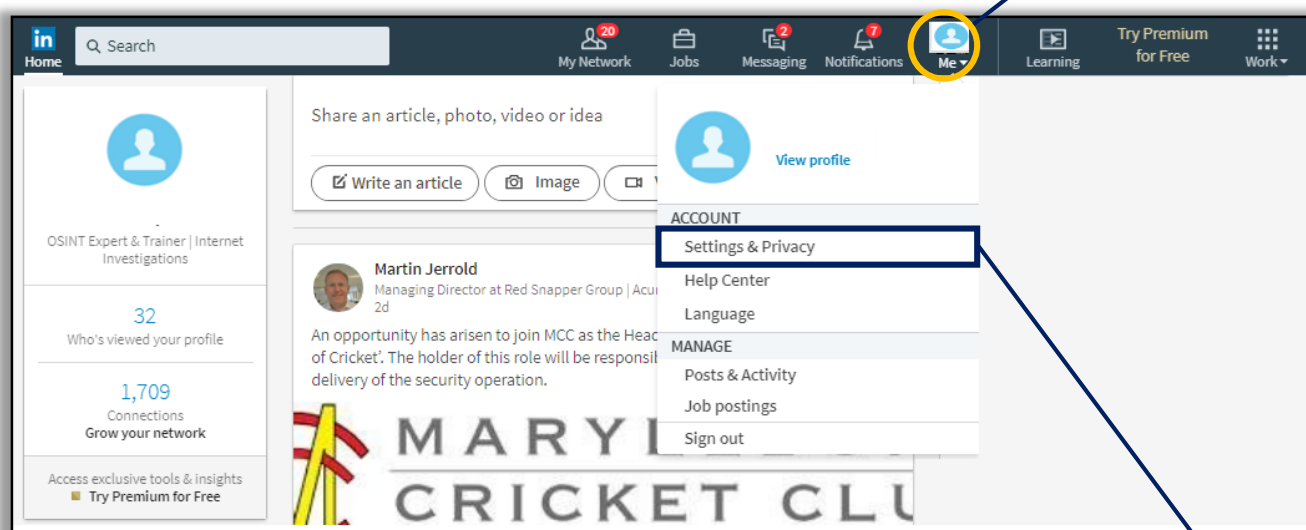 in
Search
20
2
7
Home
My Network
Jobs
Messaging
Notifications
Me
Learning
Try Premium
for Free
Work
OSINT Expert & Trainer | Internet
Investigations
32
Who's viewed your profile
1,709
Connections
Grow your network
Access exclusive tools & insights
Try Premium for Free
Share an article, photo, video or idea
Write an article
Image
Martin Jerrold
Managing Director at Red Snapper Group |
2d
An opportunity has arisen to join MCC as the
of Cricket'. The holder of this role will be
delivery of the security operation.
CRICKET
View profile
ACCOUNT
Settings & Privacy
Help Center
Language
MANAGE
Posts & Activity
Job postings
Sign out